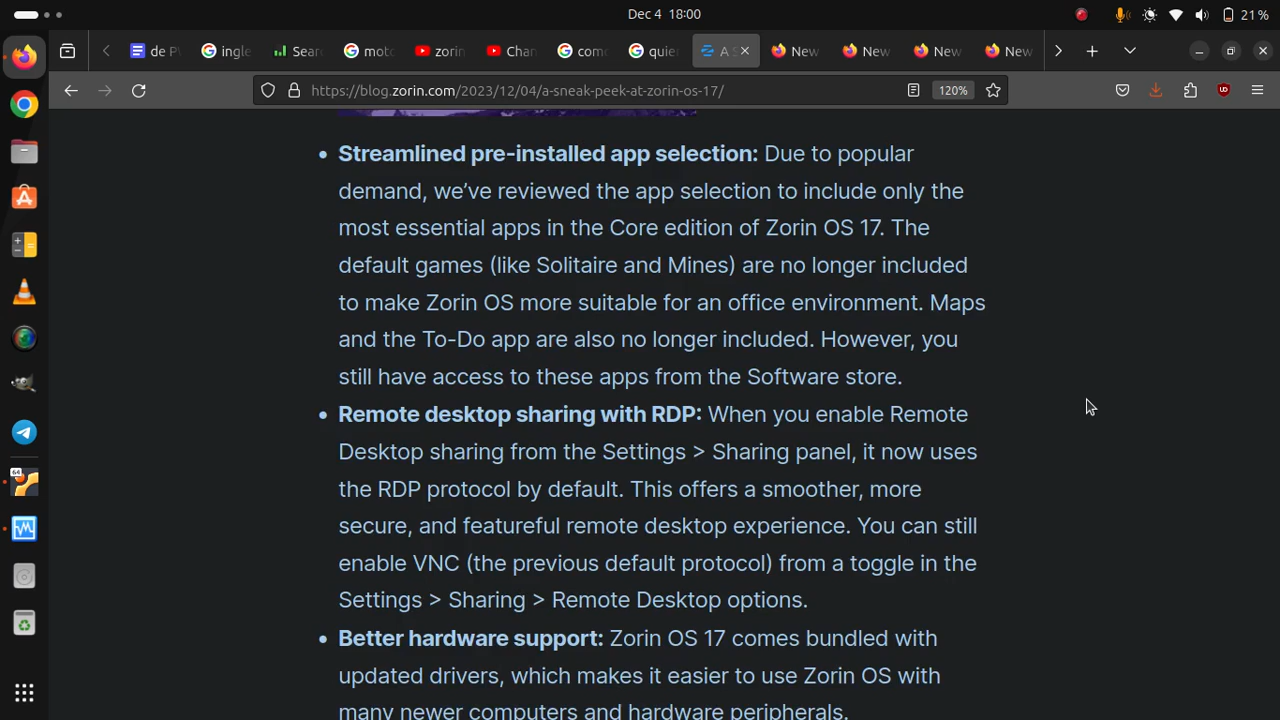 Dec 4 18:00
21 %
de P
ingle
Sear
moto
zorin
Chan
com
quier
A S
New
New
New
New
https://blog.zorin.com/2023/12/04/a-sneak-peek-at-zorin-os-17/
120%
Streamlined pre-installed app selection: Due to popular
demand, we’ve reviewed the app selection to include only the
most essential apps in the Core edition of Zorin OS 17. The
default games (like Solitaire and Mines) are no longer included
to make Zorin OS more suitable for an office environment. Maps
and the To-Do app are also no longer included. However, you
still have access to these apps from the Software store.
Remote desktop sharing with RDP: When you enable Remote
Desktop sharing from the Settings > Sharing panel, it now uses
the RDP protocol by default. This offers a smoother, more
secure, and featureful remote desktop experience. You can still
enable VNC (the previous default protocol) from a toggle in the
Settings > Sharing > Remote Desktop options.
Better hardware support: Zorin OS 17 comes bundled with
updated drivers, which makes it easier to use Zorin OS with
many newer computers and hardware peripherals.
64